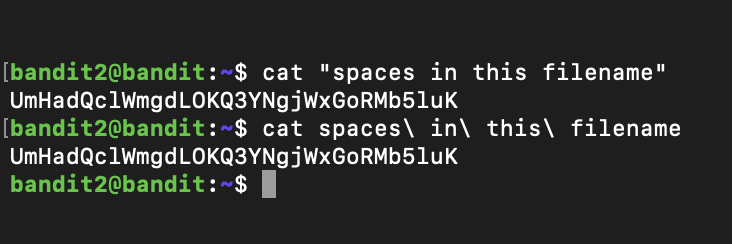 [bandit2@bandit:~$ cat "spaces in this filename"
UmHadQclWmgdLOKQ3YNgjWxGoRMb5luK
[bandit2@bandit:~$ cat spaces\ in\ this\ filename
UmHadQclWmgdLOKQ3YNgjWxGoRMb5luK
bandit2@bandit:~$